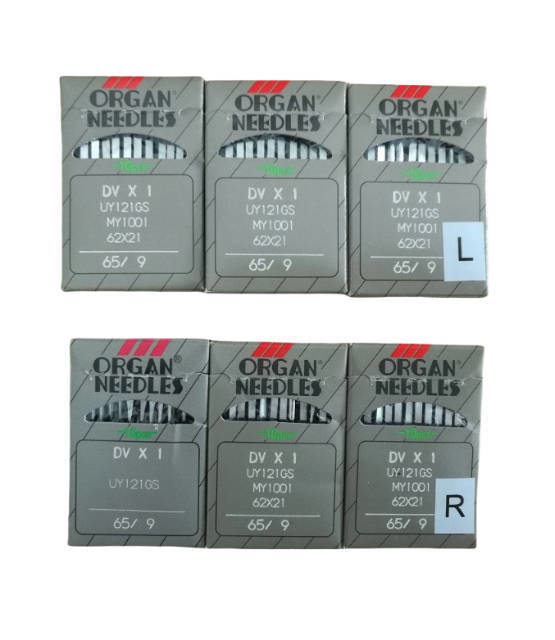 ORGAN®
NEEDLES
DV X 1
UY121GS
MY1001
62X21
65/ 9
ORGAN®
NEEDLES
DV X 1
UY121GS
MY1001
62X21
65/ 9
ORGAN®
NEEDLES
DV X 1
UY121GS
MY1001
62X21
65/ 9
L
ORGAN®
NEEDLES
DV X 1
UY121GS
65/ 9
ORGAN®
NEEDLES
DV X 1
UY121GS
MY1001
62X21
65/ 9
ORGAN®
NEEDLES
DV X 1
UY121GS
MY1001
62X21
65/ 9
R